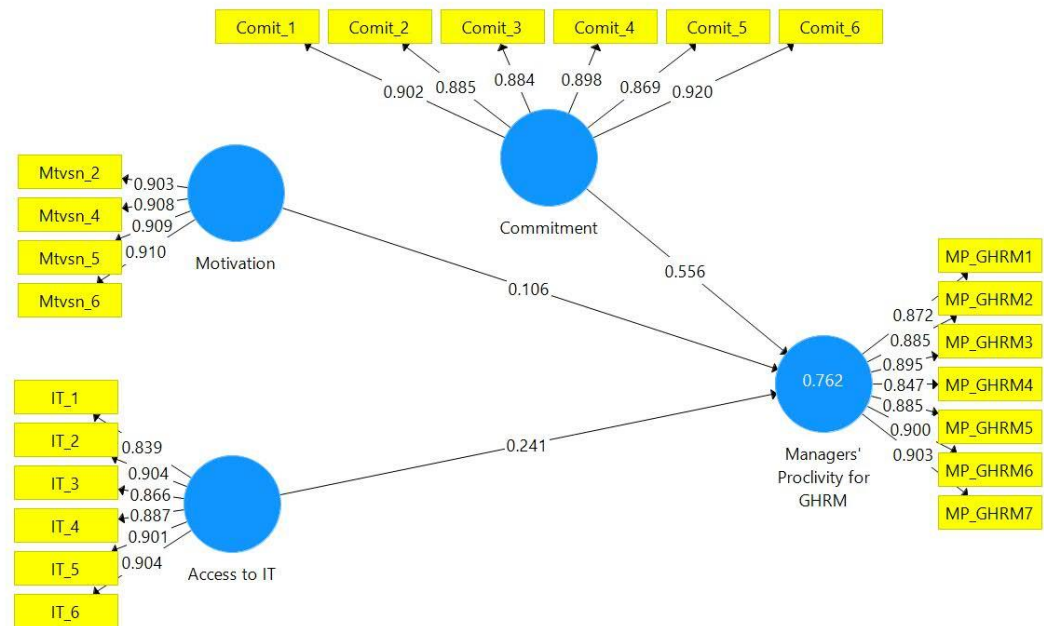 Comit_1
Comit_2
Comit_3
Comit_4
Comit_5
Comit_6
0.902
0.885
0.884
0.898
0.869
0.920
Commitment
Mtvsn_2
Mtvsn_4
Mtvsn_5
Mtvsn_6
0.903
0.908
0.909
0.910
Motivation
0.556
0.106
0.241
IT_1
IT_2
IT_3
IT_4
IT_5
IT_6
0.839
0.904
0.866
0.887
0.901
0.904
Access to IT
0.762
Managers'
Proclivity for
GHRM
0.872
0.885
0.895
0.847
0.885
0.900
0.903
MP_GHRM1
MP_GHRM2
MP_GHRM3
MP_GHRM4
MP_GHRM5
MP_GHRM6
MP_GHRM7